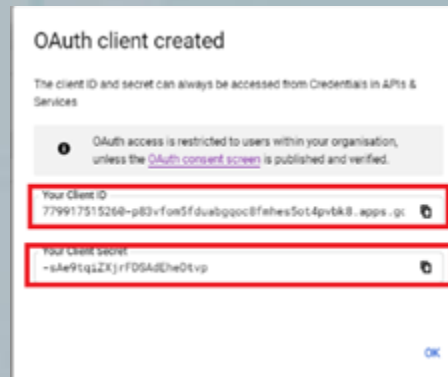 OAuth client created
The client ID and secret can always be accessed from Credentials in APIs &
Services
OAuth access is restricted to users within your organisation,
unless the OAuth consent screen is published and verified.
Your Client ID
Your Client Secret
OK